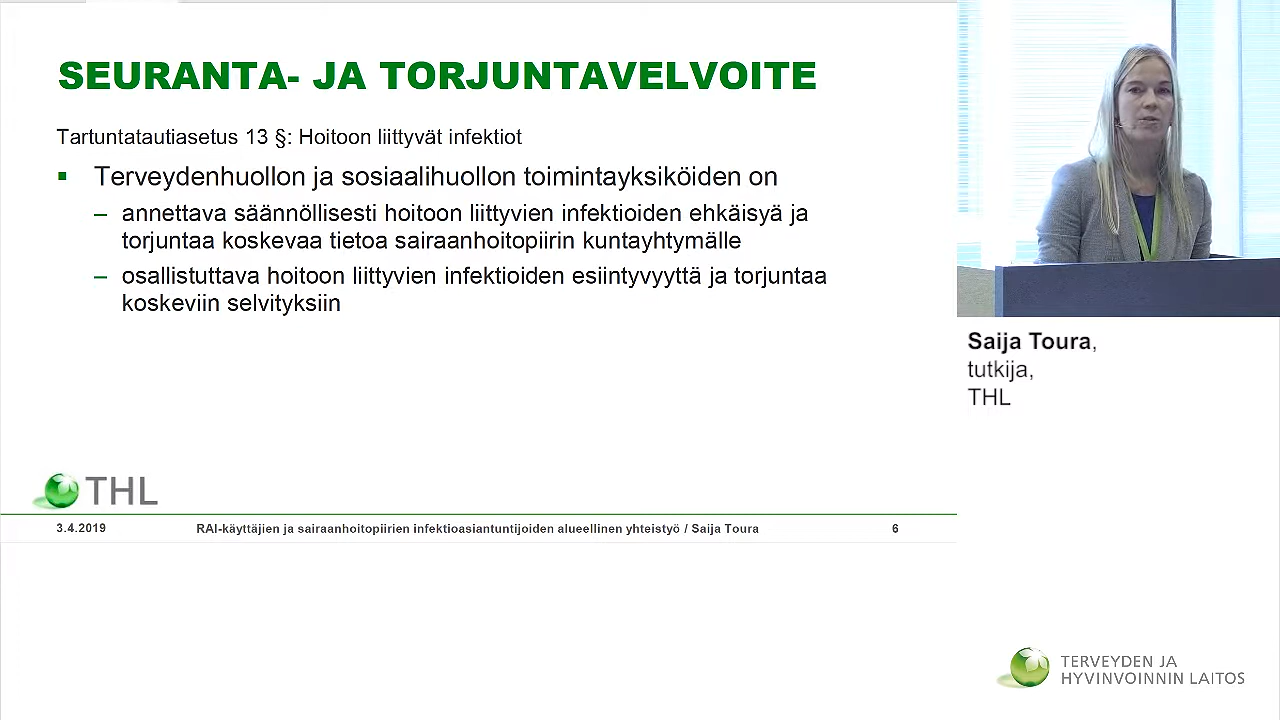 SEURANTA- JA TORJUNTAVELVOITE
Tartuntatautiasetus 11 §: Hoitoon liittyvät infektiot
Terveydenhuollon ja sosiaalihuollon toimintayksiköiden on
– annettava säännöllisesti hoitoon liittyvien infektioiden ehkäisyä ja
torjuntaa koskevaa tietoa sairaanhoitopiirin kuntayhtymälle
– osallistuttava hoitoon liittyvien infektioiden esiintyvyyttä ja torjuntaa
koskeviin selvityksiin
THL
3.4.2019
RAI-käyttäjien ja sairaanhoitopiirien infektioasiantuntijoiden alueellinen yhteistyö / Saija Toura
6
Saija Toura,
tutkija,
THL
TERVEYDEN JA
HYVINVOINNIN LAITOS